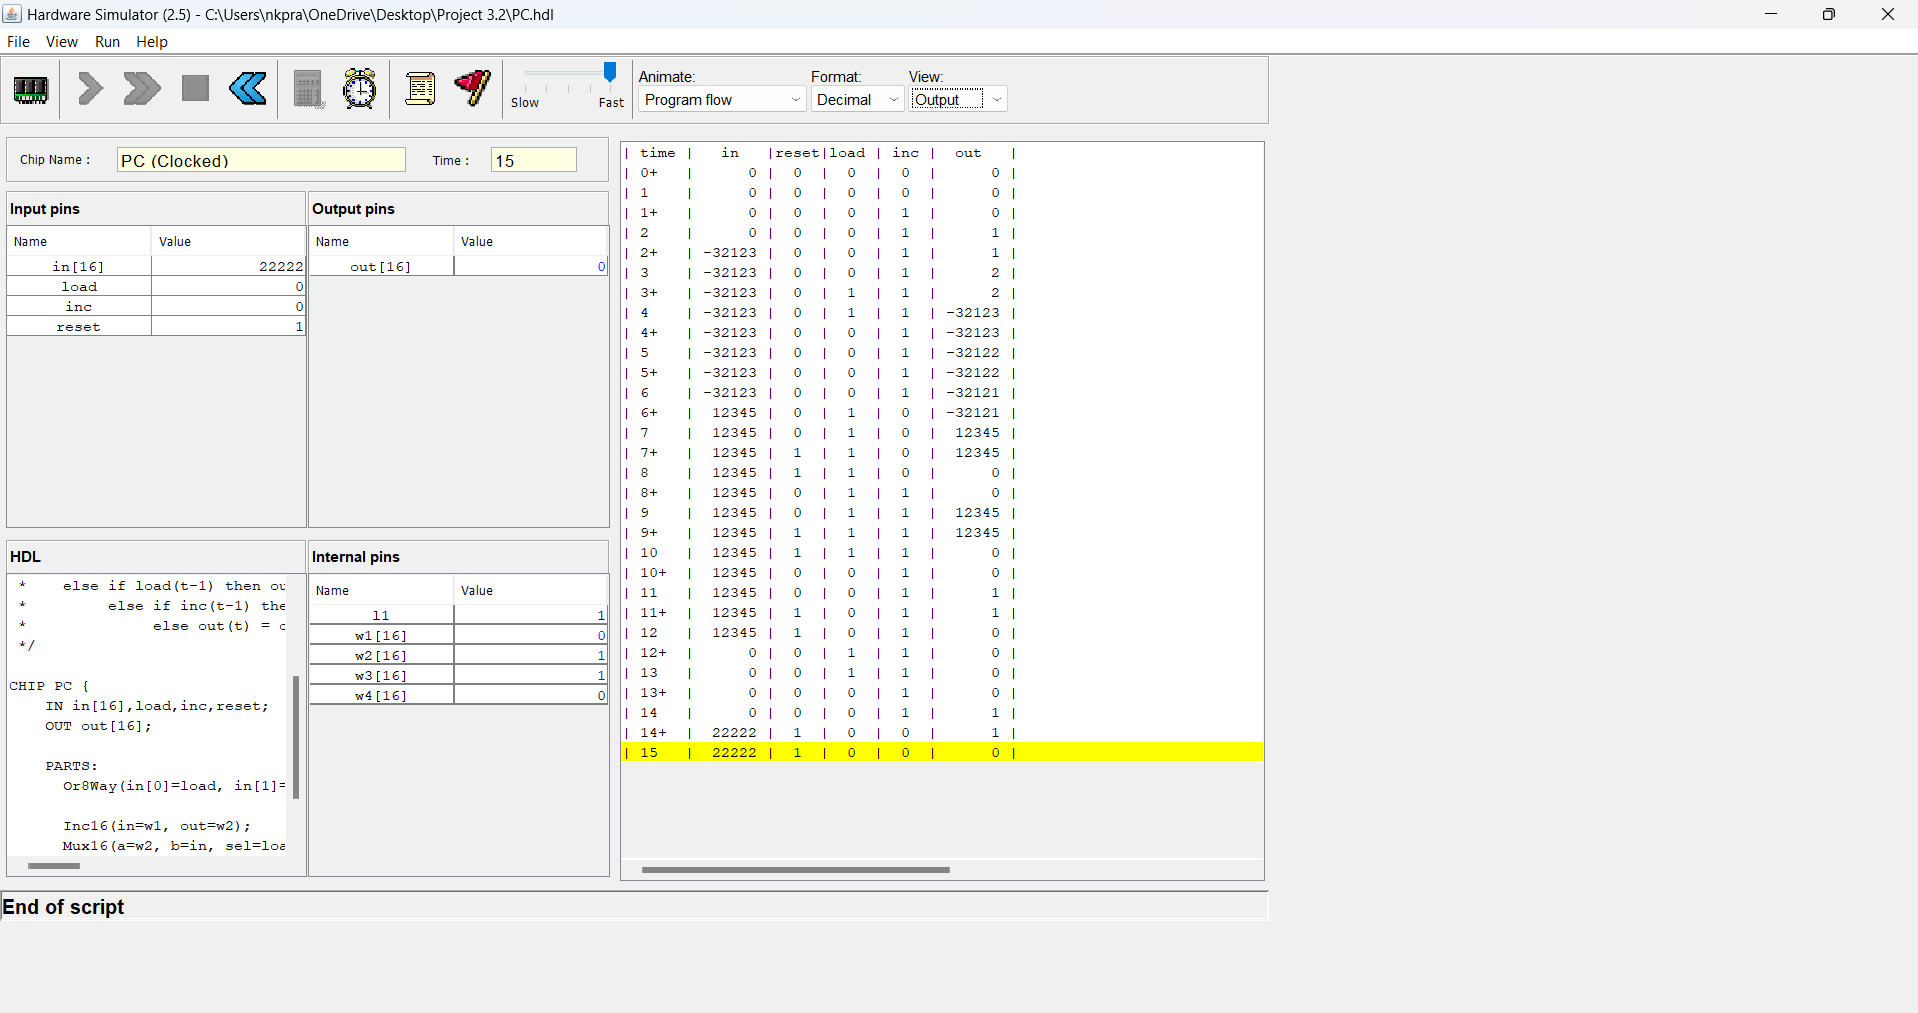 Hardware Simulator (2.5) - C:\Users\nkpra\OneDrive\Desktop\Project 3.2\PC.hdl
File View Run Help
Animate: Format: View:
Slow Fast Program flow Decimal Output
Chip Name : PC (Clocked) Time : 15
Input pins
Name Value
in[16] 22222
load 0
inc 0
reset 1
Output pins
Name Value
out[16] 0
HDL
* else if load(t-1) then ou
* else if inc(t-1) the
* else out(t) = o
*/
CHIP PC {
IN in[16],load,inc,reset;
OUT out[16];
PARTS:
Or8Way(in[0]=load, in[1]=
Inc16(in=w1, out=w2);
Mux16(a=w2, b=in, sel=loa
Internal pins
Name Value
l1 1
w1[16] 0
w2[16] 1
w3[16] 1
w4[16] 0
| time | in |reset|load | inc | out |
| 0+ | 0 | 0 | 0 | 0 | 0 |
| 1 | 0 | 0 | 0 | 0 | 0 |
| 1+ | 0 | 0 | 0 | 1 | 0 |
| 2 | 0 | 0 | 0 | 1 | 1 |
| 2+ | -32123 | 0 | 0 | 1 | 1 |
| 3 | -32123 | 0 | 0 | 1 | 2 |
| 3+ | -32123 | 0 | 1 | 1 | 2 |
| 4 | -32123 | 0 | 1 | 1 | -32123 |
| 4+ | -32123 | 0 | 0 | 1 | -32123 |
| 5 | -32123 | 0 | 0 | 1 | -32122 |
| 5+ | -32123 | 0 | 0 | 1 | -32122 |
| 6 | -32123 | 0 | 0 | 1 | -32121 |
| 6+ | 12345 | 0 | 1 | 0 | -32121 |
| 7 | 12345 | 0 | 1 | 0 | 12345 |
| 7+ | 12345 | 1 | 1 | 0 | 12345 |
| 8 | 12345 | 1 | 1 | 0 | 0 |
| 8+ | 12345 | 0 | 1 | 1 | 0 |
| 9 | 12345 | 0 | 1 | 1 | 12345 |
| 9+ | 12345 | 1 | 1 | 1 | 12345 |
| 10 | 12345 | 1 | 1 | 1 | 0 |
| 10+ | 12345 | 0 | 0 | 1 | 0 |
| 11 | 12345 | 0 | 0 | 1 | 1 |
| 11+ | 12345 | 1 | 0 | 1 | 1 |
| 12 | 12345 | 1 | 0 | 1 | 0 |
| 12+ | 0 | 0 | 1 | 1 | 0 |
| 13 | 0 | 0 | 1 | 1 | 0 |
| 13+ | 0 | 0 | 0 | 1 | 0 |
| 14 | 0 | 0 | 0 | 1 | 1 |
| 14+ | 22222 | 1 | 0 | 0 | 1 |
| 15 | 22222 | 1 | 0 | 0 | 0 |
End of script